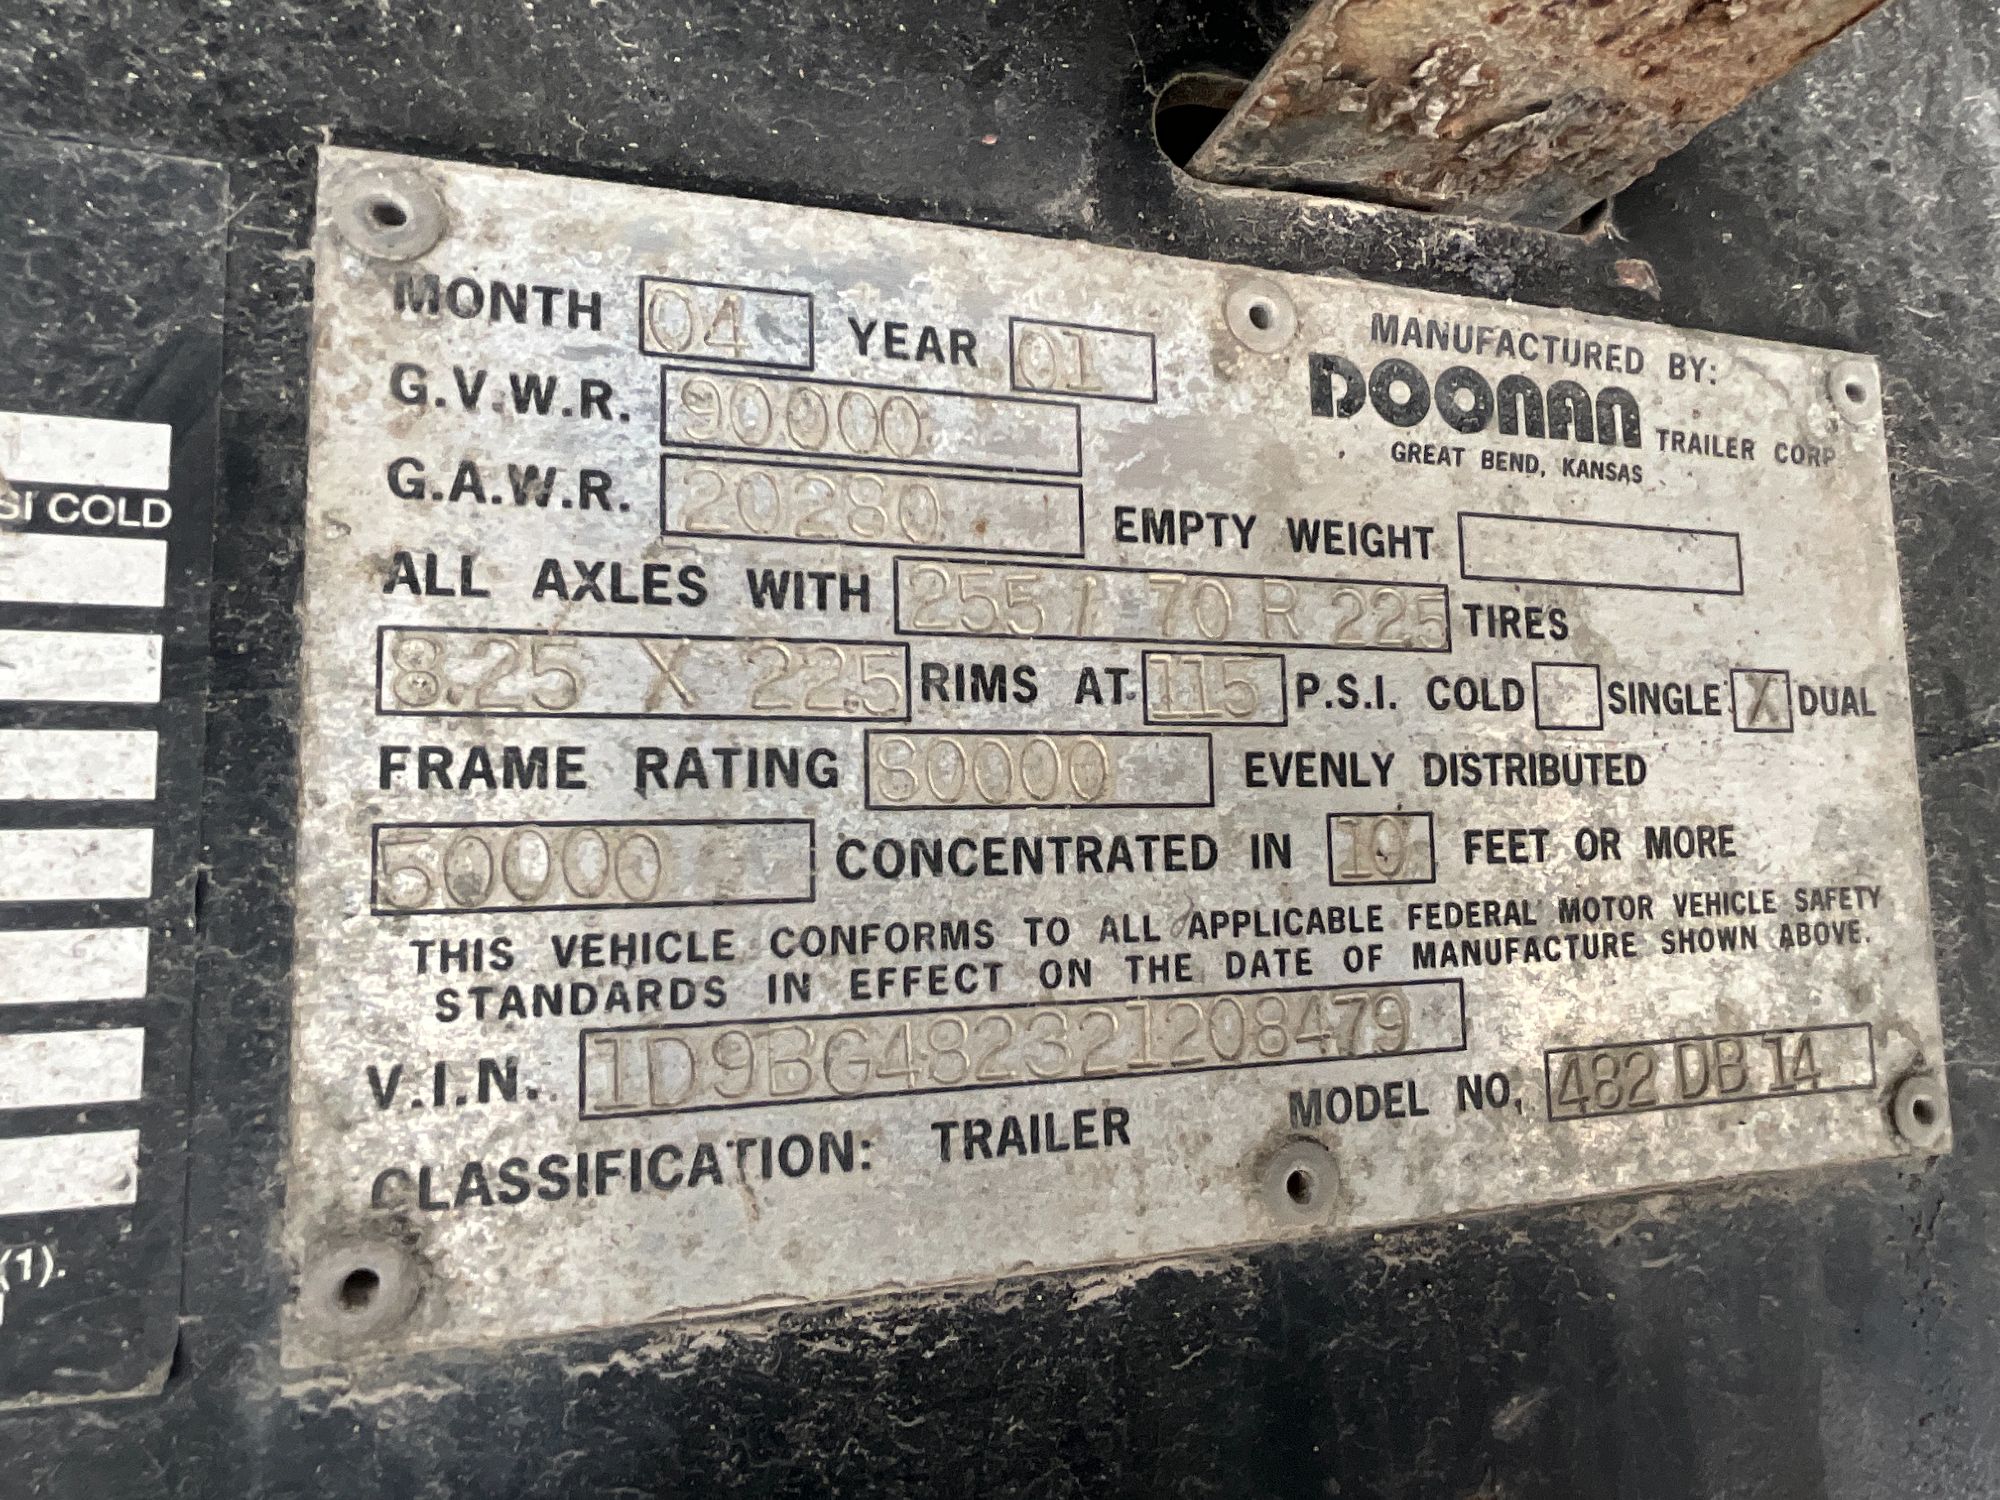 MONTH 04 YEAR 01
MANUFACTURED BY:
DOONAN TRAILER CORP.
GREAT BEND, KANSAS
G.V.W.R. 90000
G.A.W.R. 20280 EMPTY WEIGHT
ALL AXLES WITH 255 / 70 R 22.5 TIRES
8.25 X 22.5 RIMS AT 115 P.S.I. COLD SINGLE X DUAL
FRAME RATING 80000 EVENLY DISTRIBUTED
50000 CONCENTRATED IN 10 FEET OR MORE
THIS VEHICLE CONFORMS TO ALL APPLICABLE FEDERAL MOTOR VEHICLE SAFETY
STANDARDS IN EFFECT ON THE DATE OF MANUFACTURE SHOWN ABOVE.
V.I.N. 1D9BG482321208479
CLASSIFICATION: TRAILER MODEL NO. 482 DB 14
SI COLD
(1).